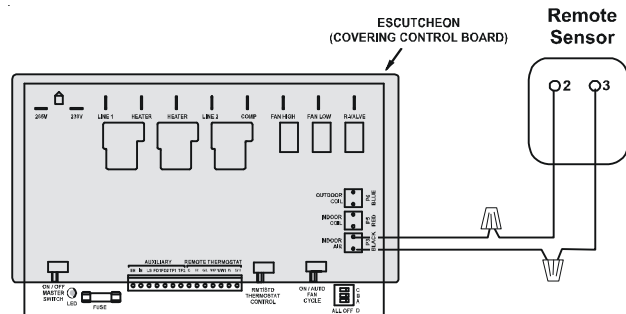 ESCUTCHEON
(COVERING CONTROL BOARD)
Remote
Sensor
2 3
LINE 1 HEATER HEATER LINE 2 COMP FAN HIGH FAN LOW R-VALVE
OUTDOOR
COIL
P6
BLUE
INDOOR
COIL
P5
RED
INDOOR
AIR
BLACK
AUXILIARY REMOTE THERMOSTAT
ON / OFF
MASTER
SWITCH
LED
FUSE
RMT/STD
THERMOSTAT
CONTROL
ON / AUTO
FAN
CYCLE
C
B
A
ALL OFF D